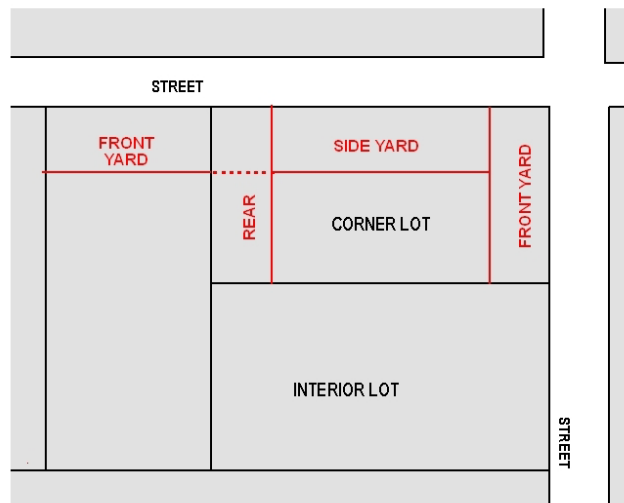 STREET
FRONT
YARD
SIDE YARD
FRONT YARD
REAR
CORNER LOT
INTERIOR LOT
STREET